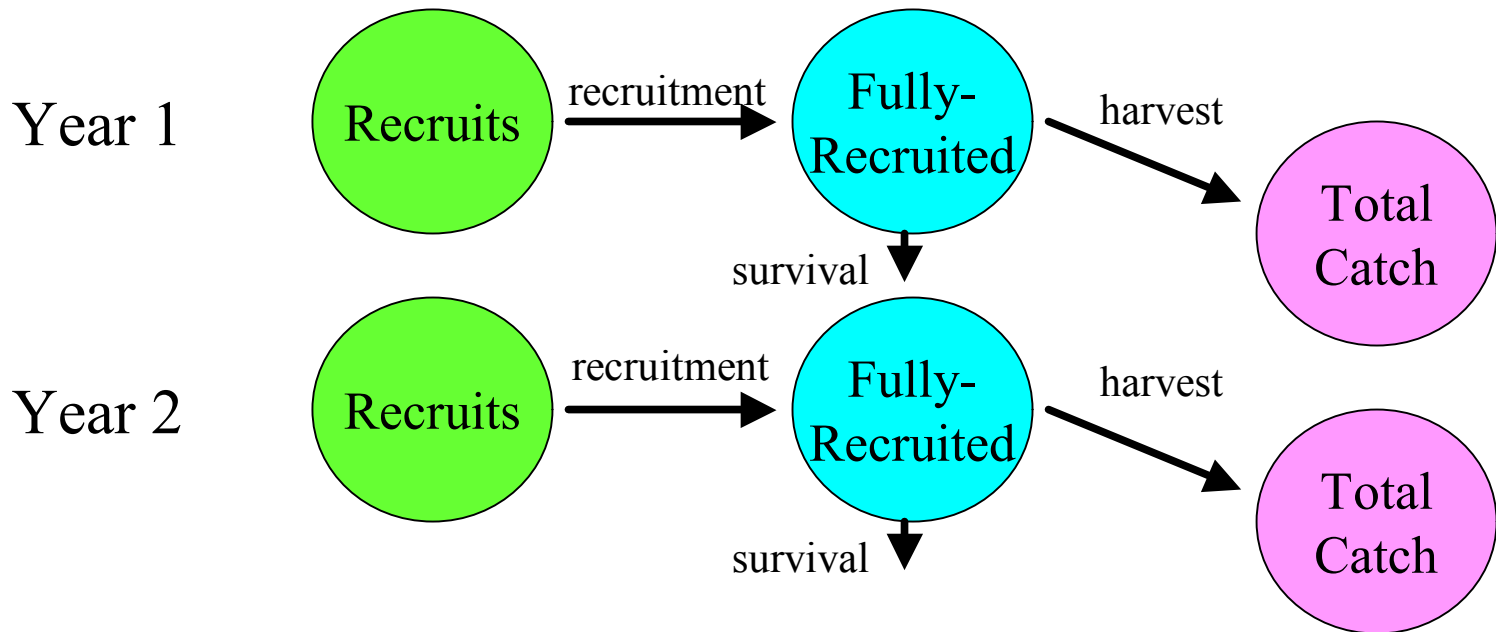 Year 1
Recruits
recruitment
Fully-
Recruited
harvest
Total
Catch
survival
Year 2
Recruits
recruitment
Fully-
Recruited
harvest
Total
Catch
survival